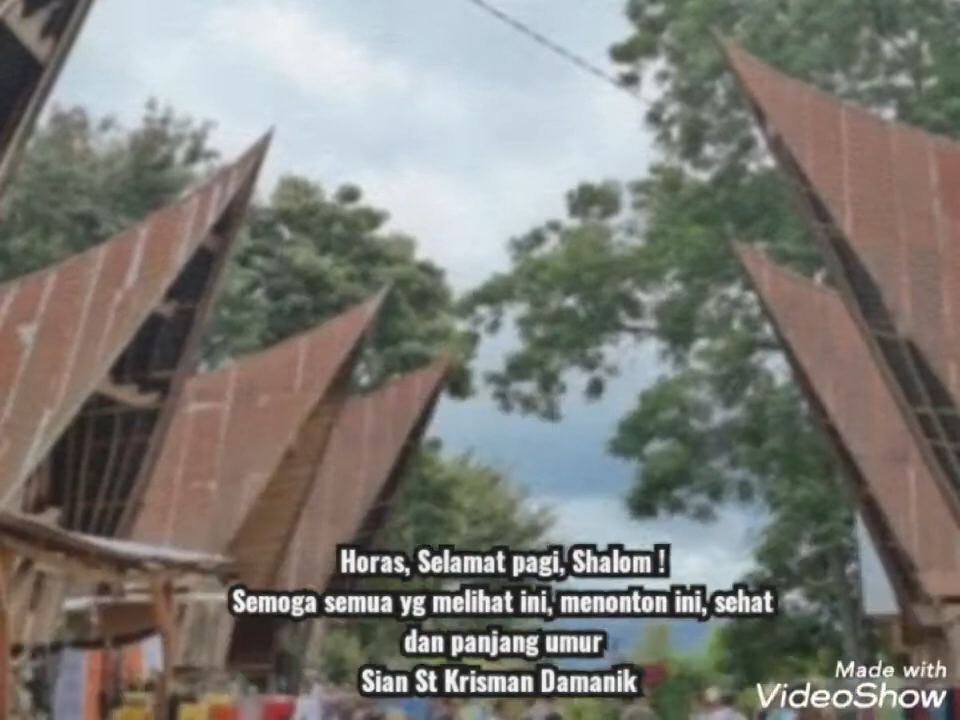 Horas, Selamat pagi, Shalom !
Semoga semua yg melihat ini, menonton ini, sehat
dan panjang umur
Sian St Krisman Damanik
Made with
VideoShow